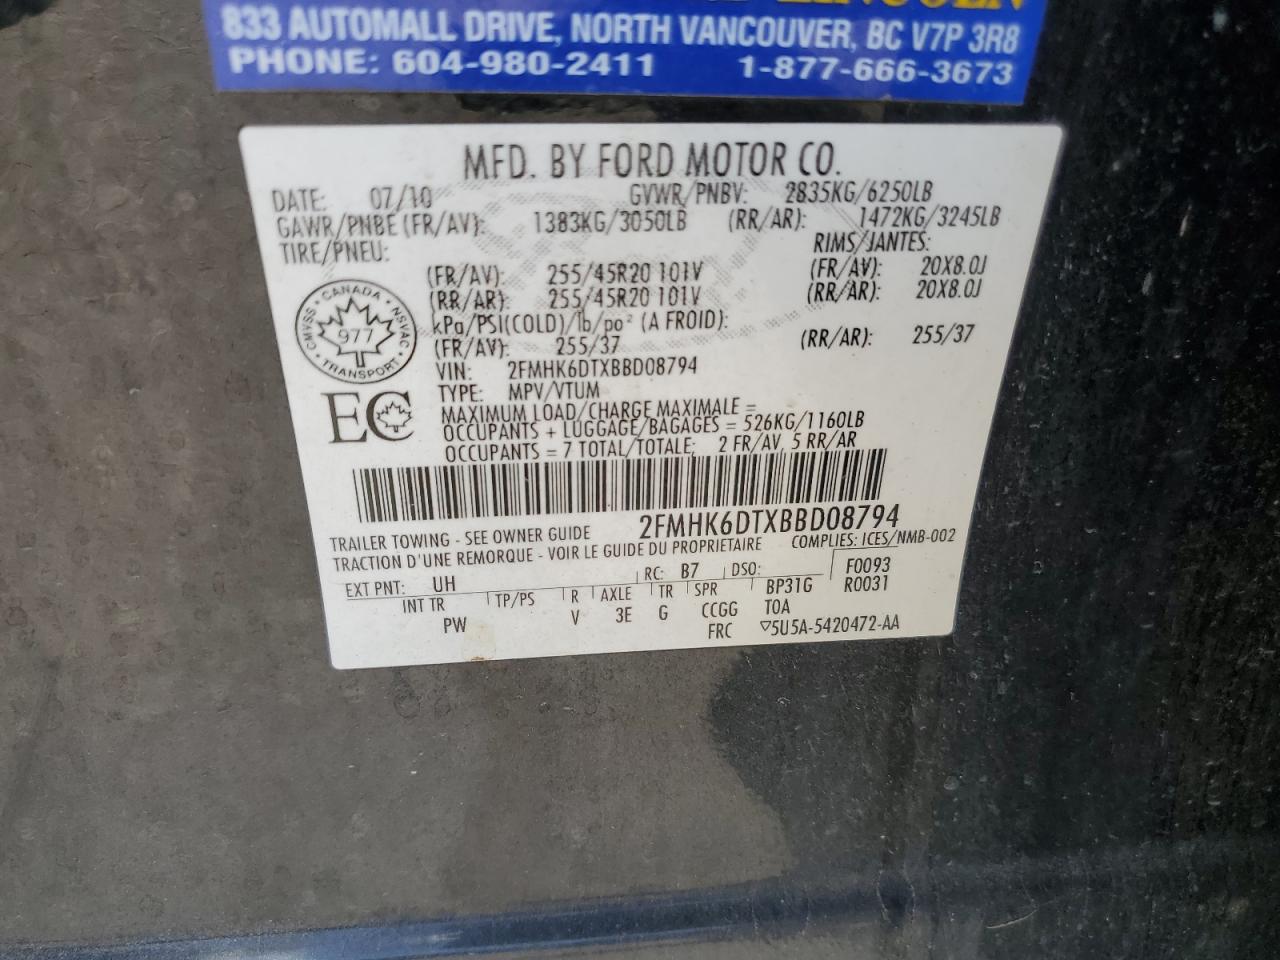 LINCOLN
833 AUTOMALL DRIVE, NORTH VANCOUVER, BC V7P 3R8
PHONE: 604-980-2411 1-877-666-3673
MFD. BY FORD MOTOR CO.
DATE: 07/10 GVWR/PNBV: 2835KG/6250LB
GAWR/PNBE (FR/AV): 1383KG/3050LB (RR/AR): 1472KG/3245LB
TIRE/PNEU: RIMS/JANTES:
(FR/AV): 255/45R20 101V (FR/AV): 20X8.0J
(RR/AR): 255/45R20 101V (RR/AR): 20X8.0J
kPa/PSI(COLD)/lb/po² (A FROID):
(FR/AV): 255/37 (RR/AR): 255/37
VIN: 2FMHK6DTXBBD08794
TYPE: MPV/VTUM
MAXIMUM LOAD/CHARGE MAXIMALE =
OCCUPANTS + LUGGAGE/BAGAGES = 526KG/1160LB
OCCUPANTS = 7 TOTAL/TOTALE; 2 FR/AV, 5 RR/AR
CANADA
CMVSS 977 NSVAC
TRANSPORT
EC
2FMHK6DTXBBD08794
TRAILER TOWING - SEE OWNER GUIDE COMPLIES: ICES/NMB-002
TRACTION D'UNE REMORQUE - VOIR LE GUIDE DU PROPRIETAIRE
EXT PNT: UH RC: B7 DSO: F0093
INT TR TP/PS R AXLE TR SPR BP31G R0031
PW V 3E G CCGG TOA
FRC ▽5U5A-5420472-AA